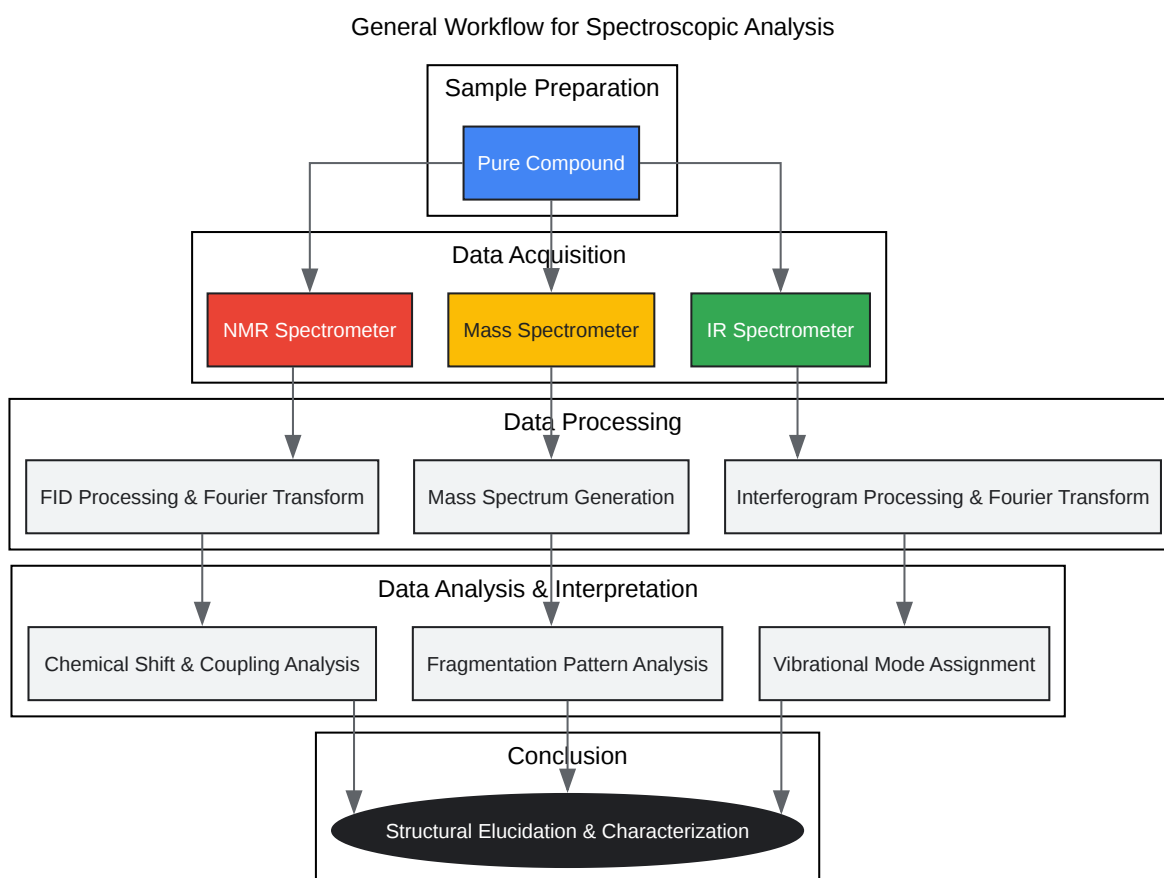 General Workflow for Spectroscopic Analysis
Sample Preparation
Pure Compound
Data Acquisition
NMR Spectrometer
Mass Spectrometer
IR Spectrometer
Data Processing
FID Processing & Fourier Transform
Mass Spectrum Generation
Interferogram Processing & Fourier Transform
Data Analysis & Interpretation
Chemical Shift & Coupling Analysis
Fragmentation Pattern Analysis
Vibrational Mode Assignment
Conclusion
Structural Elucidation & Characterization